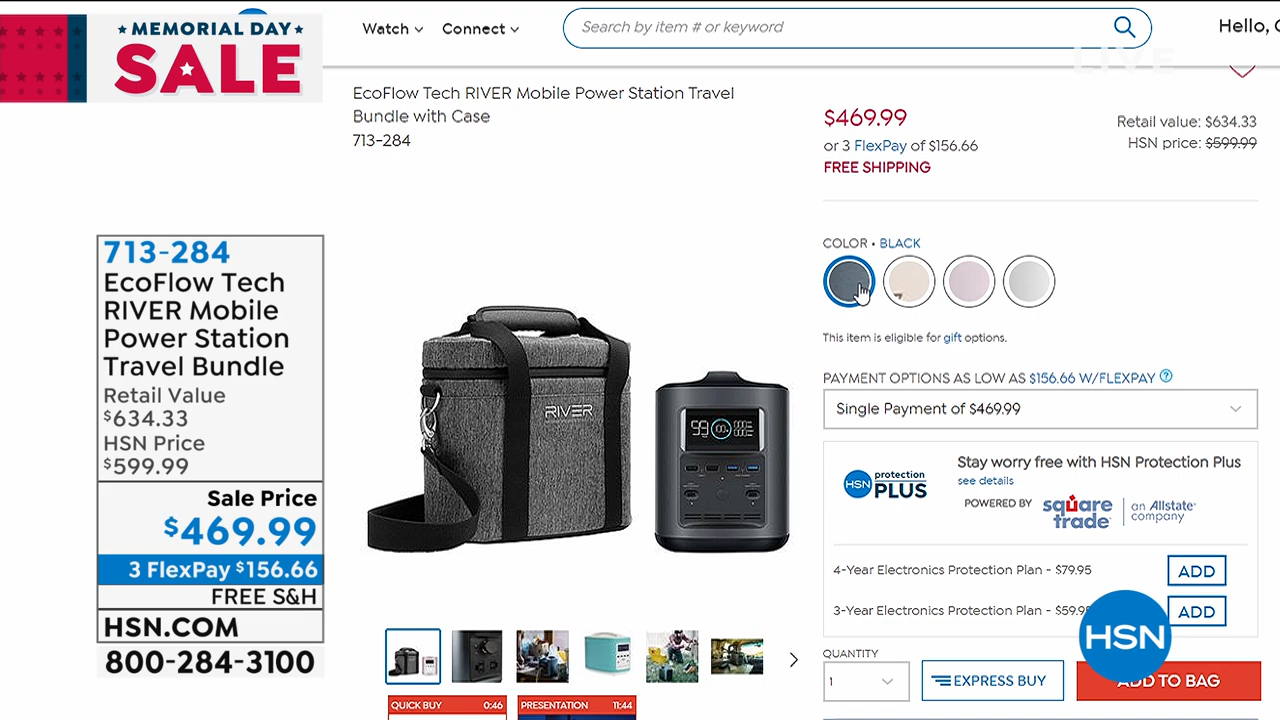 MEMORIAL DAY
SALE
Watch
Connect
Search by item # or keyword
Hello,
LIVE
EcoFlow Tech RIVER Mobile Power Station Travel
Bundle with Case
713-284
$469.99
or 3 FlexPay of $156.66
FREE SHIPPING
Retail value: $634.33
HSN price: $599.99
COLOR • BLACK
This item is eligible for gift options.
PAYMENT OPTIONS AS LOW AS $156.66 W/FLEXPAY ?
Single Payment of $469.99
HSN protection PLUS
Stay worry free with HSN Protection Plus
see details
POWERED BY square trade an Allstate company
4-Year Electronics Protection Plan - $79.95
ADD
3-Year Electronics Protection Plan - $59.95
ADD
QUANTITY
1
EXPRESS BUY
ADD TO BAG
HSN
713-284
EcoFlow Tech
RIVER Mobile
Power Station
Travel Bundle
Retail Value
$634.33
HSN Price
$599.99
Sale Price
$469.99
3 FlexPay $156.66
FREE S&H
HSN.COM
800-284-3100
RIVER
99
100%
QUICK BUY 0:46
PRESENTATION 11:44